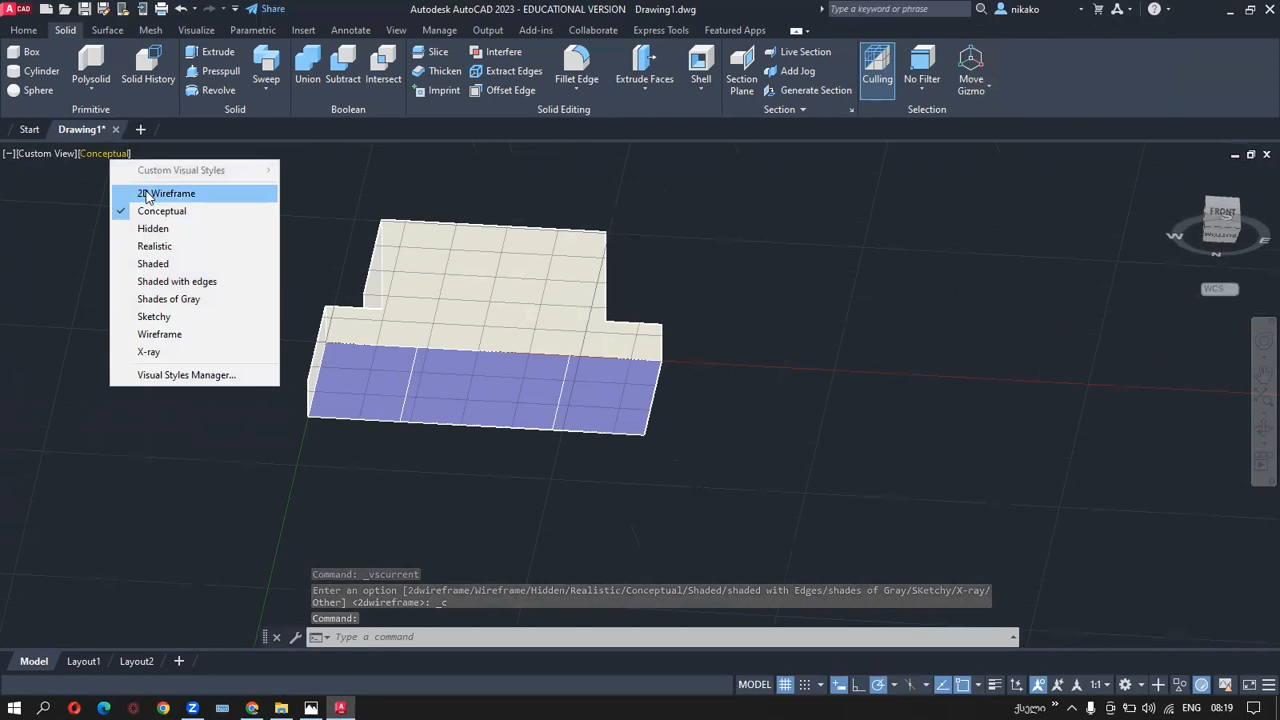 CAD
Share
Autodesk AutoCAD 2023 - EDUCATIONAL VERSION Drawing1.dwg
Type a keyword or phrase
nikako
Home Solid Surface Mesh Visualize Parametric Insert Annotate View Manage Output Add-ins Collaborate Express Tools Featured Apps
Box
Cylinder
Sphere
Polysolid
Solid History
Extrude
Presspull
Revolve
Sweep
Union
Subtract
Intersect
Slice
Thicken
Imprint
Interfere
Extract Edges
Offset Edge
Fillet Edge
Extrude Faces
Shell
Section
Plane
Live Section
Add Jog
Generate Section
Culling
No Filter
Move
Gizmo
Primitive
Solid
Boolean
Solid Editing
Section
Selection
Start
Drawing1*
[−][Custom View][Conceptual]
Custom Visual Styles
2D Wireframe
Conceptual
Hidden
Realistic
Shaded
Shaded with edges
Shades of Gray
Sketchy
Wireframe
X-ray
Visual Styles Manager...
FRONT
BOTTOM
W
E
N
WCS
Command: _vscurrent
Enter an option [2dwireframe/Wireframe/Hidden/Realistic/Conceptual/Shaded/shaded with Edges/shades of Gray/SKetchy/X-ray/
Other] <2dwireframe>: _c
Command:
Type a command
Model
Layout1
Layout2
MODEL
1:1
ქსელი
ENG
08:19